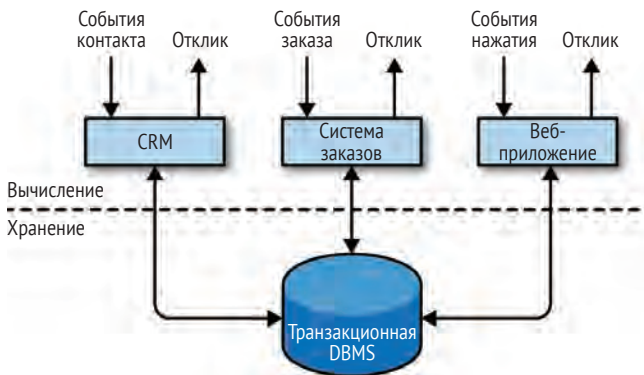 События
контакта
Отклик
События
заказа
Отклик
События
нажатия
Отклик
CRM
Система
заказов
Веб-
приложение
Вычисление
Хранение
Транзакционная
DBMS